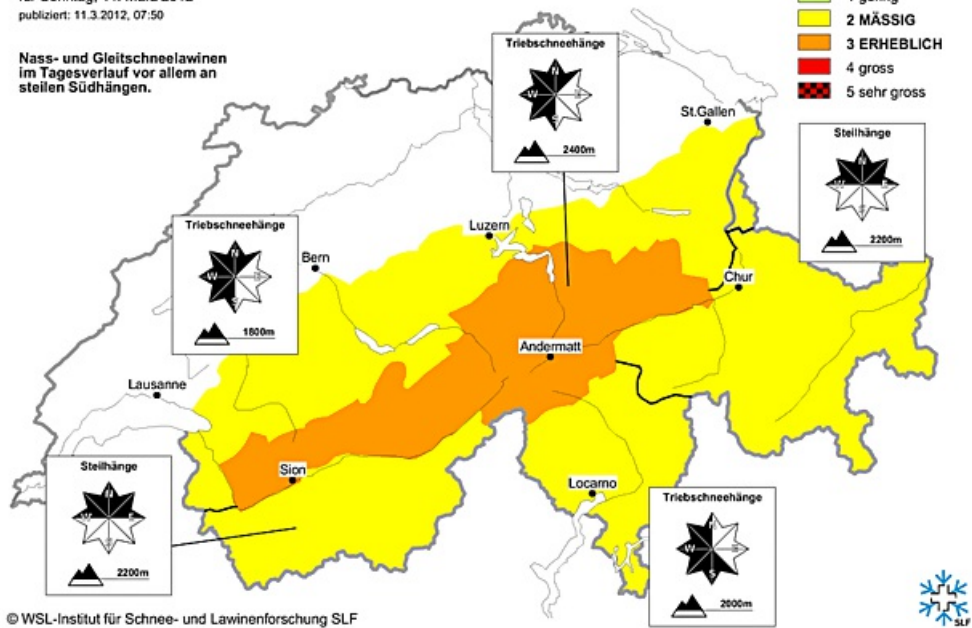 publiziert: 11.3.2012, 07:50
Nass- und Gleitschneelawinen
im Tagesverlauf vor allem an
steilen Südhängen.
2 MÄSSIG
3 ERHEBLICH
4 gross
5 sehr gross
Triebschneehänge
N
W
E
S
2400m
St.Gallen
Steilhänge
N
W
E
S
2200m
Triebschneehänge
N
W
E
S
1800m
Luzern
Bern
Chur
Andermatt
Lausanne
Sion
Locarno
Steilhänge
N
W
E
S
2200m
Triebschneehänge
N
W
E
S
2000m
© WSL-Institut für Schnee- und Lawinenforschung SLF
SLF